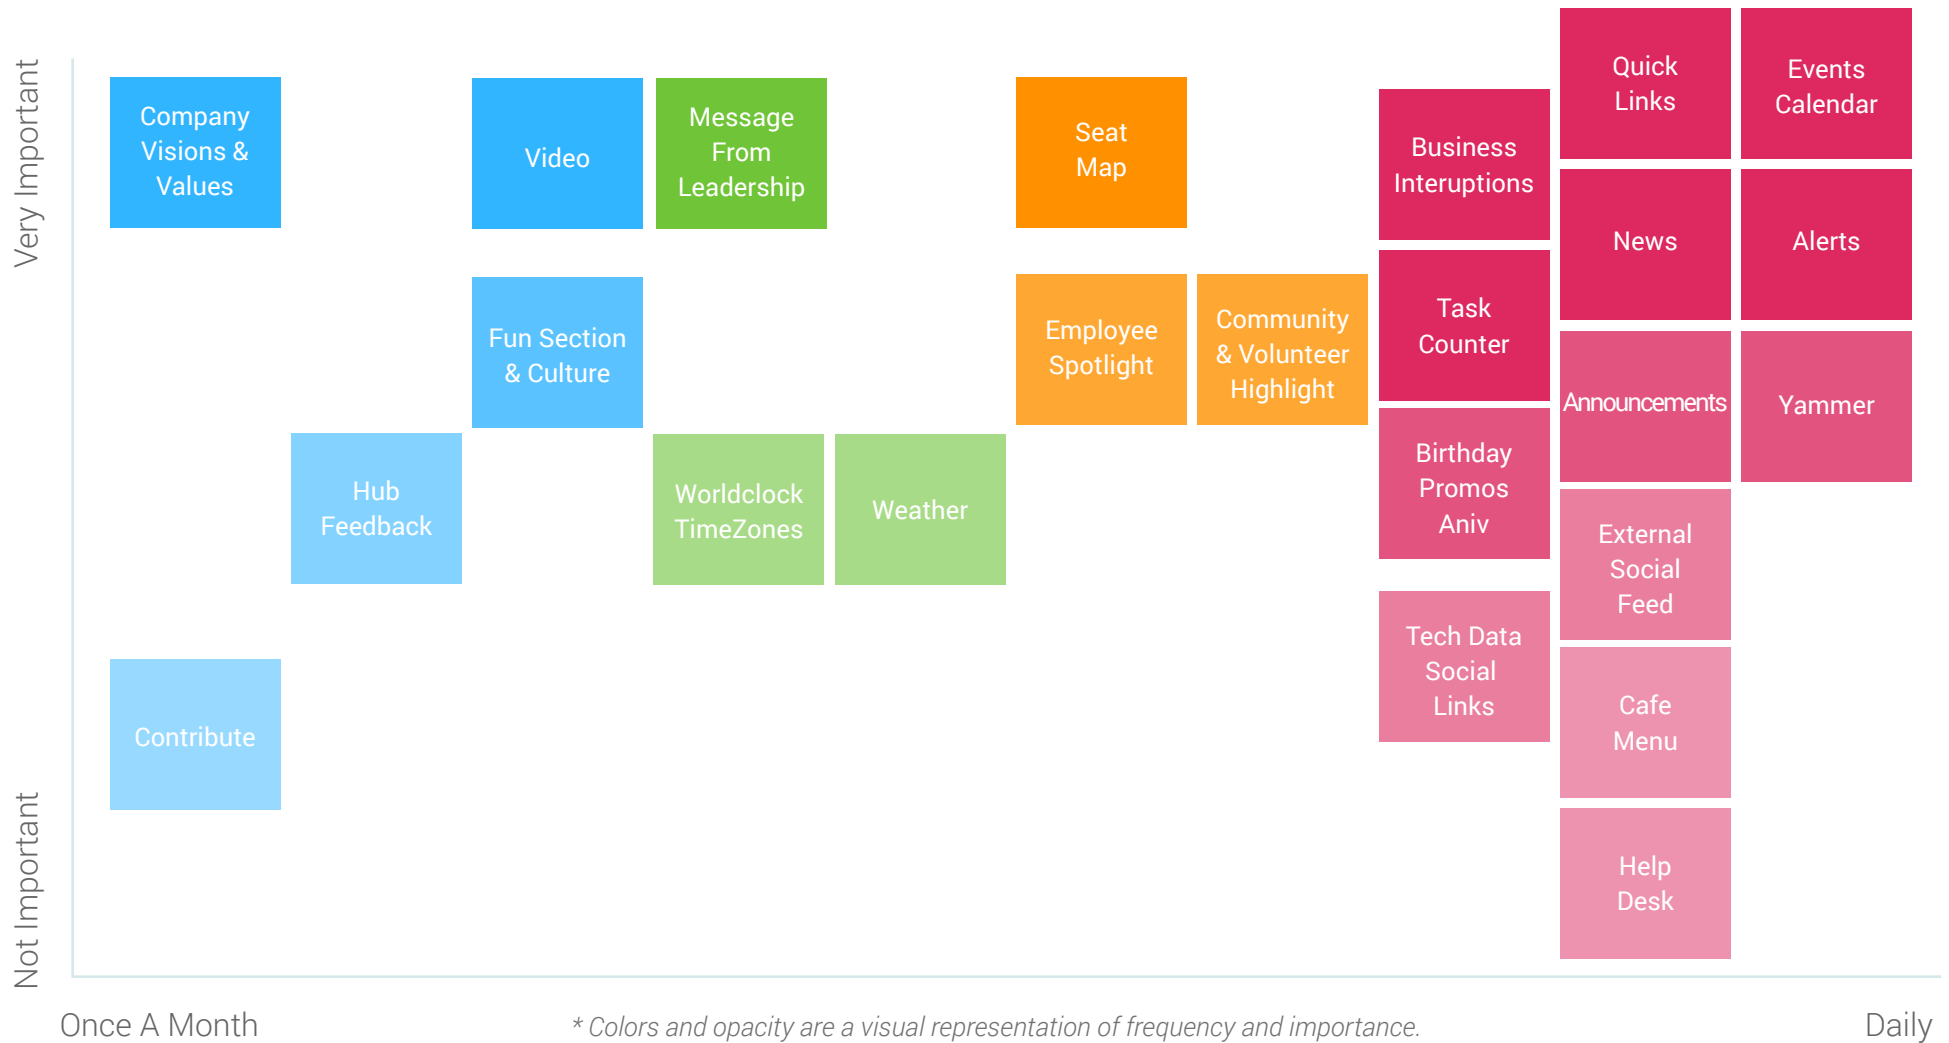 Very Important
Not Important
Company
Visions &
Values
Video
Message
From
Leadership
Seat
Map
Business
Interuptions
Quick
Links
Events
Calendar
News
Alerts
Fun Section
& Culture
Employee
Spotlight
Community
& Volunteer
Highlight
Task
Counter
Announcements
Yammer
Hub
Feedback
Worldclock
TimeZones
Weather
Birthday
Promos
Aniv
External
Social
Feed
Contribute
Tech Data
Social
Links
Cafe
Menu
Help
Desk
Once A Month
* Colors and opacity are a visual representation of frequency and importance.
Daily